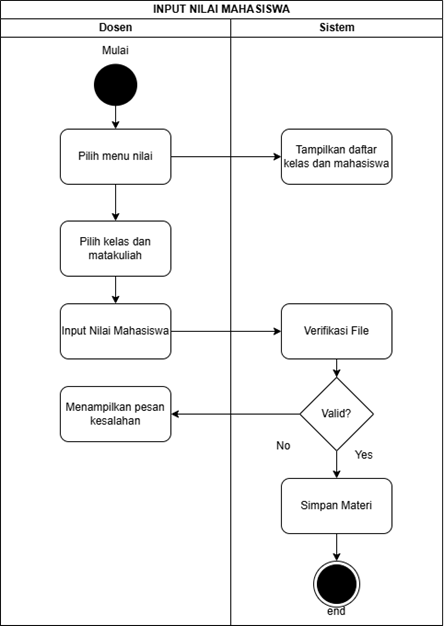 INPUT NILAI MAHASISWA
Dosen
Sistem
Mulai
Pilih menu nilai
Tampilkan daftar
kelas dan mahasiswa
Pilih kelas dan
matakuliah
Input Nilai Mahasiswa
Verifikasi File
Menampilkan pesan
kesalahan
Valid?
No
Yes
Simpan Materi
end